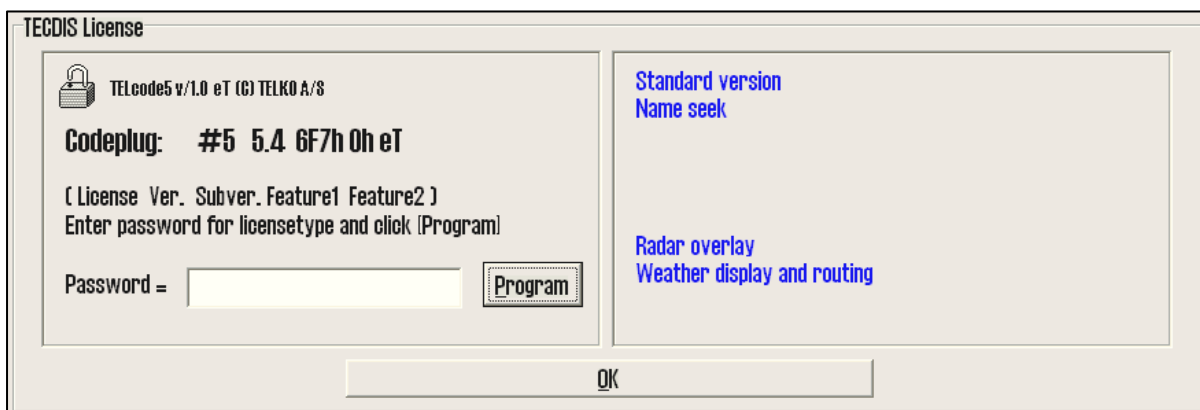 TECDIS License
TELcode5 v/1.0 eT (C) TELKO A/S
Codeplug: #5 5.4 6F7h 0h eT
( License Ver. Subver. Feature1 Feature2 )
Enter password for licensetype and click [Program]
Password =
Program
Standard version
Name seek
Radar overlay
Weather display and routing
OK